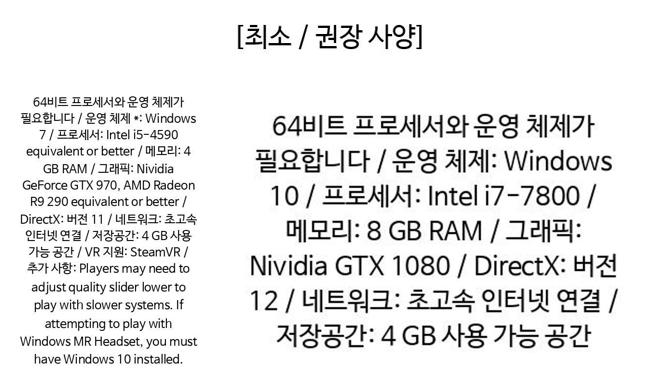 [최소 / 권장 사양]
64비트 프로세서와 운영 체제가
필요합니다 / 운영 체제 *: Windows
7 / 프로세서: Intel i5-4590
equivalent or better / 메모리: 4
GB RAM / 그래픽: Nividia
GeForce GTX 970, AMD Radeon
R9 290 equivalent or better /
DirectX: 버전 11 / 네트워크: 초고속
인터넷 연결 / 저장공간: 4 GB 사용
가능 공간 / VR 지원: SteamVR /
추가 사항: Players may need to
adjust quality slider lower to
play with slower systems. If
attempting to play with
Windows MR Headset, you must
have Windows 10 installed.
64비트 프로세서와 운영 체제가
필요합니다 / 운영 체제: Windows
10 / 프로세서: Intel i7-7800 /
메모리: 8 GB RAM / 그래픽:
Nividia GTX 1080 / DirectX: 버전
12 / 네트워크: 초고속 인터넷 연결 /
저장공간: 4 GB 사용 가능 공간